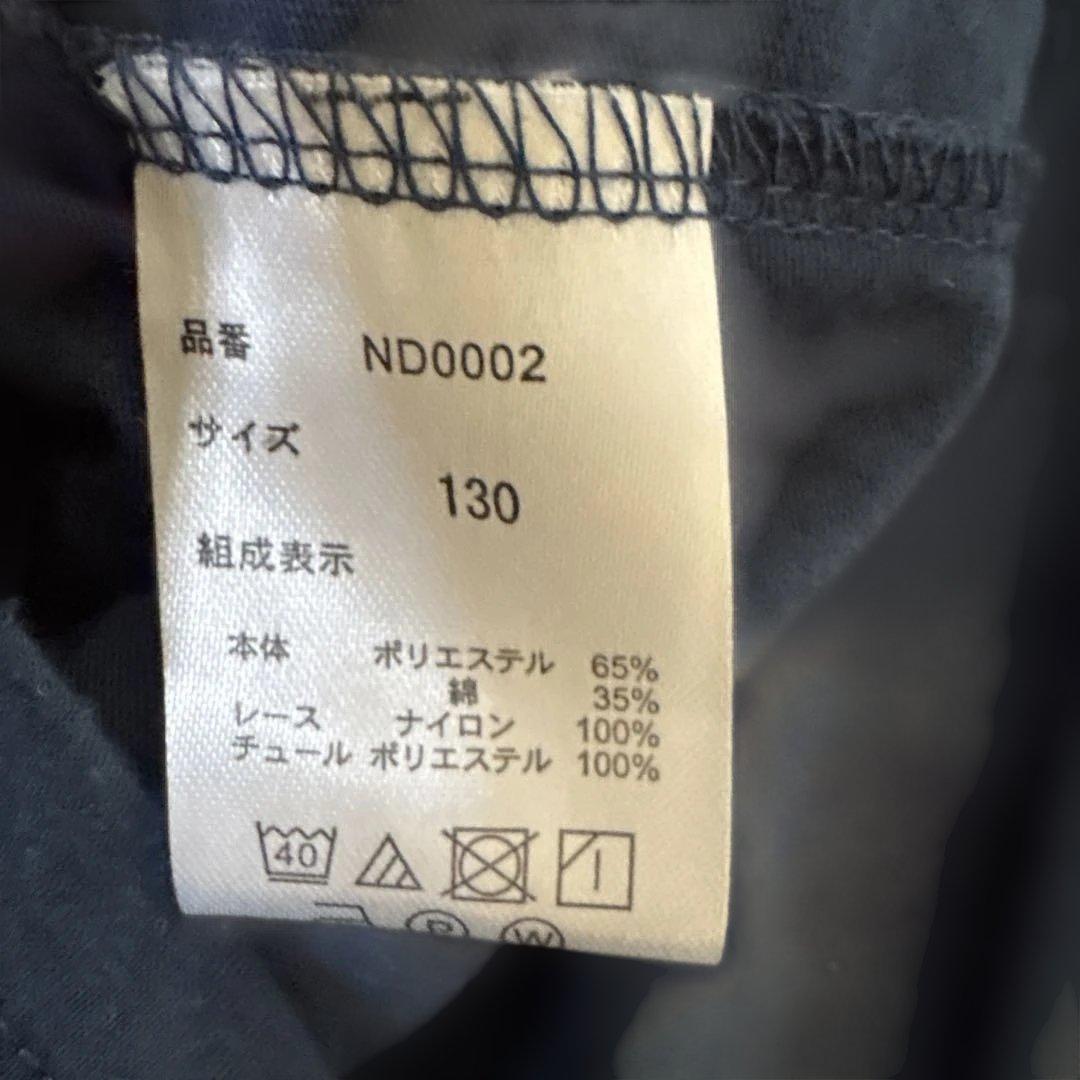 品番 ND0002
サイズ
130
組成表示
本体 ポリエステル 65%
綿 35%
レース ナイロン 100%
チュール ポリエステル 100%
40
P W